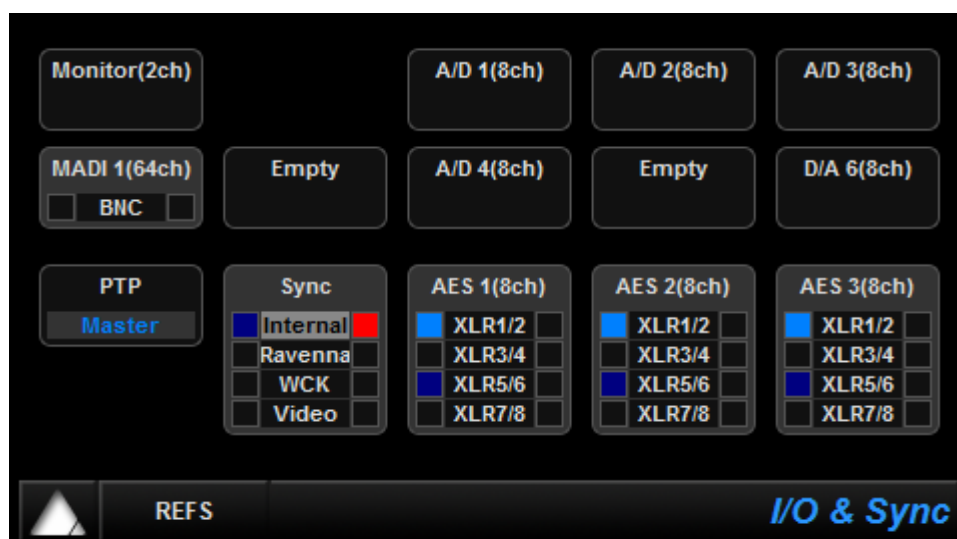 Monitor(2ch)
A/D 1(8ch)
A/D 2(8ch)
A/D 3(8ch)
MADI 1(64ch)
BNC
Empty
A/D 4(8ch)
Empty
D/A 6(8ch)
PTP
Master
Sync
Internal
Ravenna
WCK
Video
AES 1(8ch)
XLR1/2
XLR3/4
XLR5/6
XLR7/8
AES 2(8ch)
XLR1/2
XLR3/4
XLR5/6
XLR7/8
AES 3(8ch)
XLR1/2
XLR3/4
XLR5/6
XLR7/8
REFS
I/O & Sync